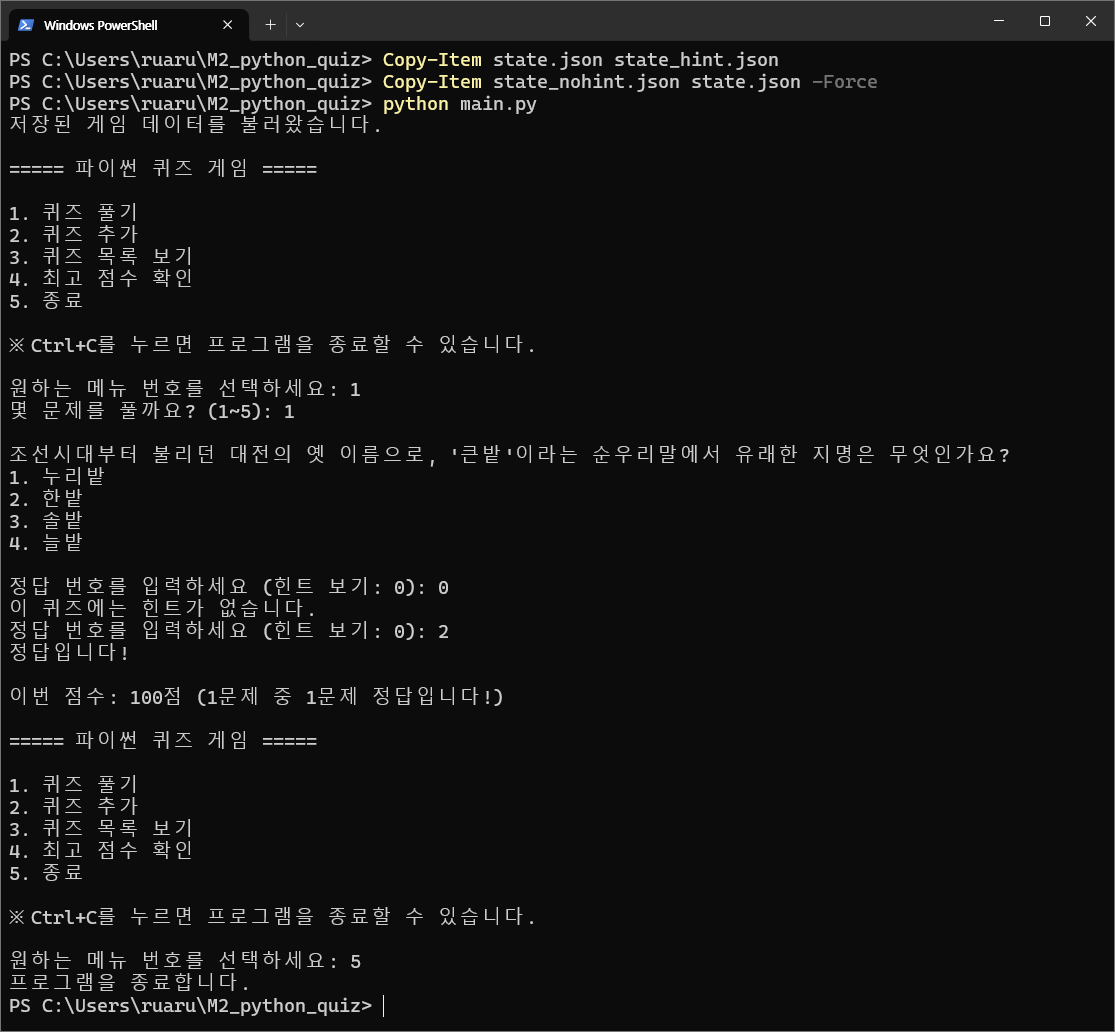 Windows PowerShell
PS C:\Users\ruaru\M2_python_quiz> Copy-Item state.json state_hint.json
PS C:\Users\ruaru\M2_python_quiz> Copy-Item state_nohint.json state.json -Force
PS C:\Users\ruaru\M2_python_quiz> python main.py
저장된 게임 데이터를 불러왔습니다.
===== 파이썬 퀴즈 게임 =====
1. 퀴즈 풀기
2. 퀴즈 추가
3. 퀴즈 목록 보기
4. 최고 점수 확인
5. 종료
※ Ctrl+C를 누르면 프로그램을 종료할 수 있습니다.
원하는 메뉴 번호를 선택하세요: 1
몇 문제를 풀까요? (1~5): 1
조선시대부터 불리던 대전의 옛 이름으로, '큰밭'이라는 순우리말에서 유래한 지명은 무엇인가요?
1. 누리밭
2. 한밭
3. 솔밭
4. 늘밭
정답 번호를 입력하세요 (힌트 보기: 0): 0
이 퀴즈에는 힌트가 없습니다.
정답 번호를 입력하세요 (힌트 보기: 0): 2
정답입니다!
이번 점수: 100점 (1문제 중 1문제 정답입니다!)
===== 파이썬 퀴즈 게임 =====
1. 퀴즈 풀기
2. 퀴즈 추가
3. 퀴즈 목록 보기
4. 최고 점수 확인
5. 종료
※ Ctrl+C를 누르면 프로그램을 종료할 수 있습니다.
원하는 메뉴 번호를 선택하세요: 5
프로그램을 종료합니다.
PS C:\Users\ruaru\M2_python_quiz>